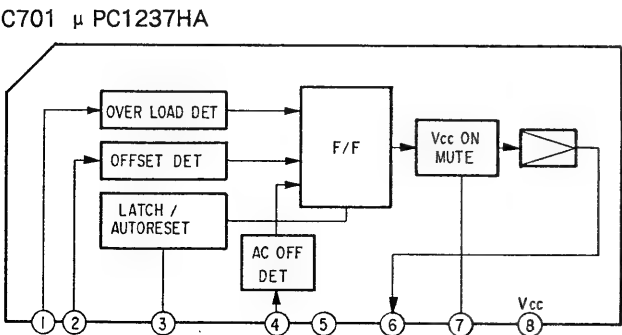 C701 μ PC1237HA
OVER LOAD DET
OFFSET DET
LATCH /
AUTORESET
F/F
AC OFF
DET
Vcc ON
MUTE
Vcc
1 2 3 4 5 6 7 8